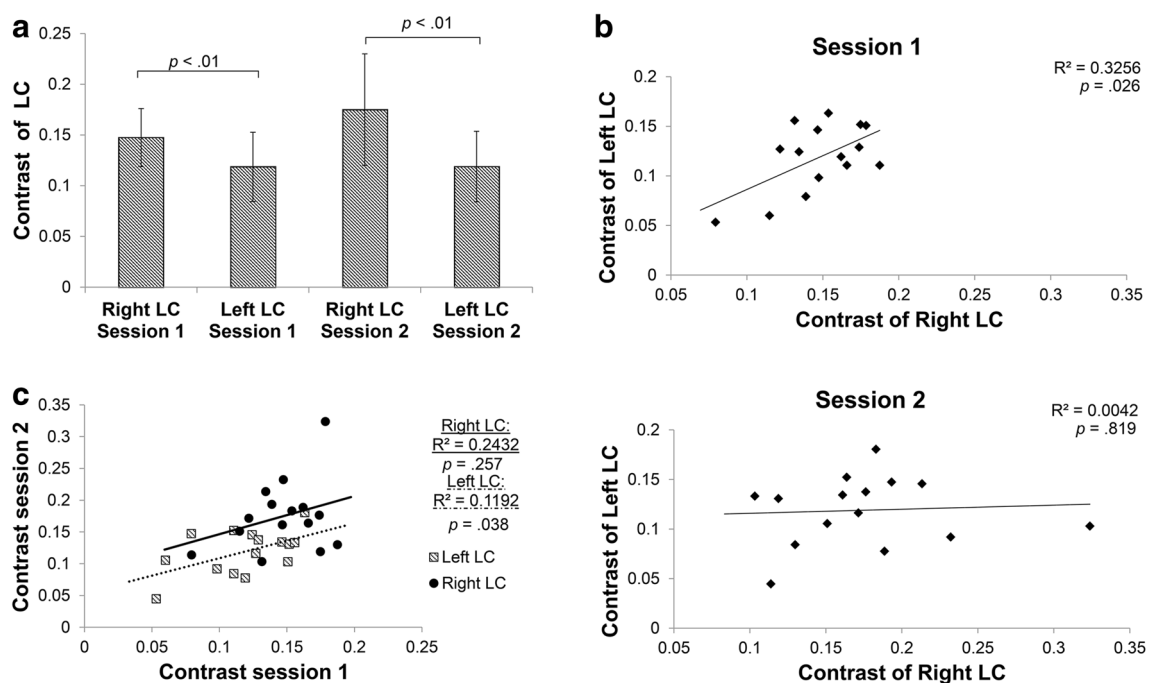 a
Contrast of LC
0.25
0.2
0.15
0.1
0.05
0
p < .01
p < .01
Right LC
Session 1
Left LC
Session 1
Right LC
Session 2
Left LC
Session 2
b
Session 1
R² = 0.3256
p = .026
Contrast of Left LC
0.2
0.15
0.1
0.05
0
0.05 0.1 0.15 0.2 0.25 0.3 0.35
Contrast of Right LC
c
Contrast session 2
0.35
0.3
0.25
0.2
0.15
0.1
0.05
0
0 0.05 0.1 0.15 0.2 0.25
Contrast session 1
Right LC:
R² = 0.2432
p = .257
Left LC:
R² = 0.1192
p = .038
Left LC
Right LC
Session 2
R² = 0.0042
p = .819
Contrast of Left LC
0.2
0.15
0.1
0.05
0
0.05 0.1 0.15 0.2 0.25 0.3 0.35
Contrast of Right LC